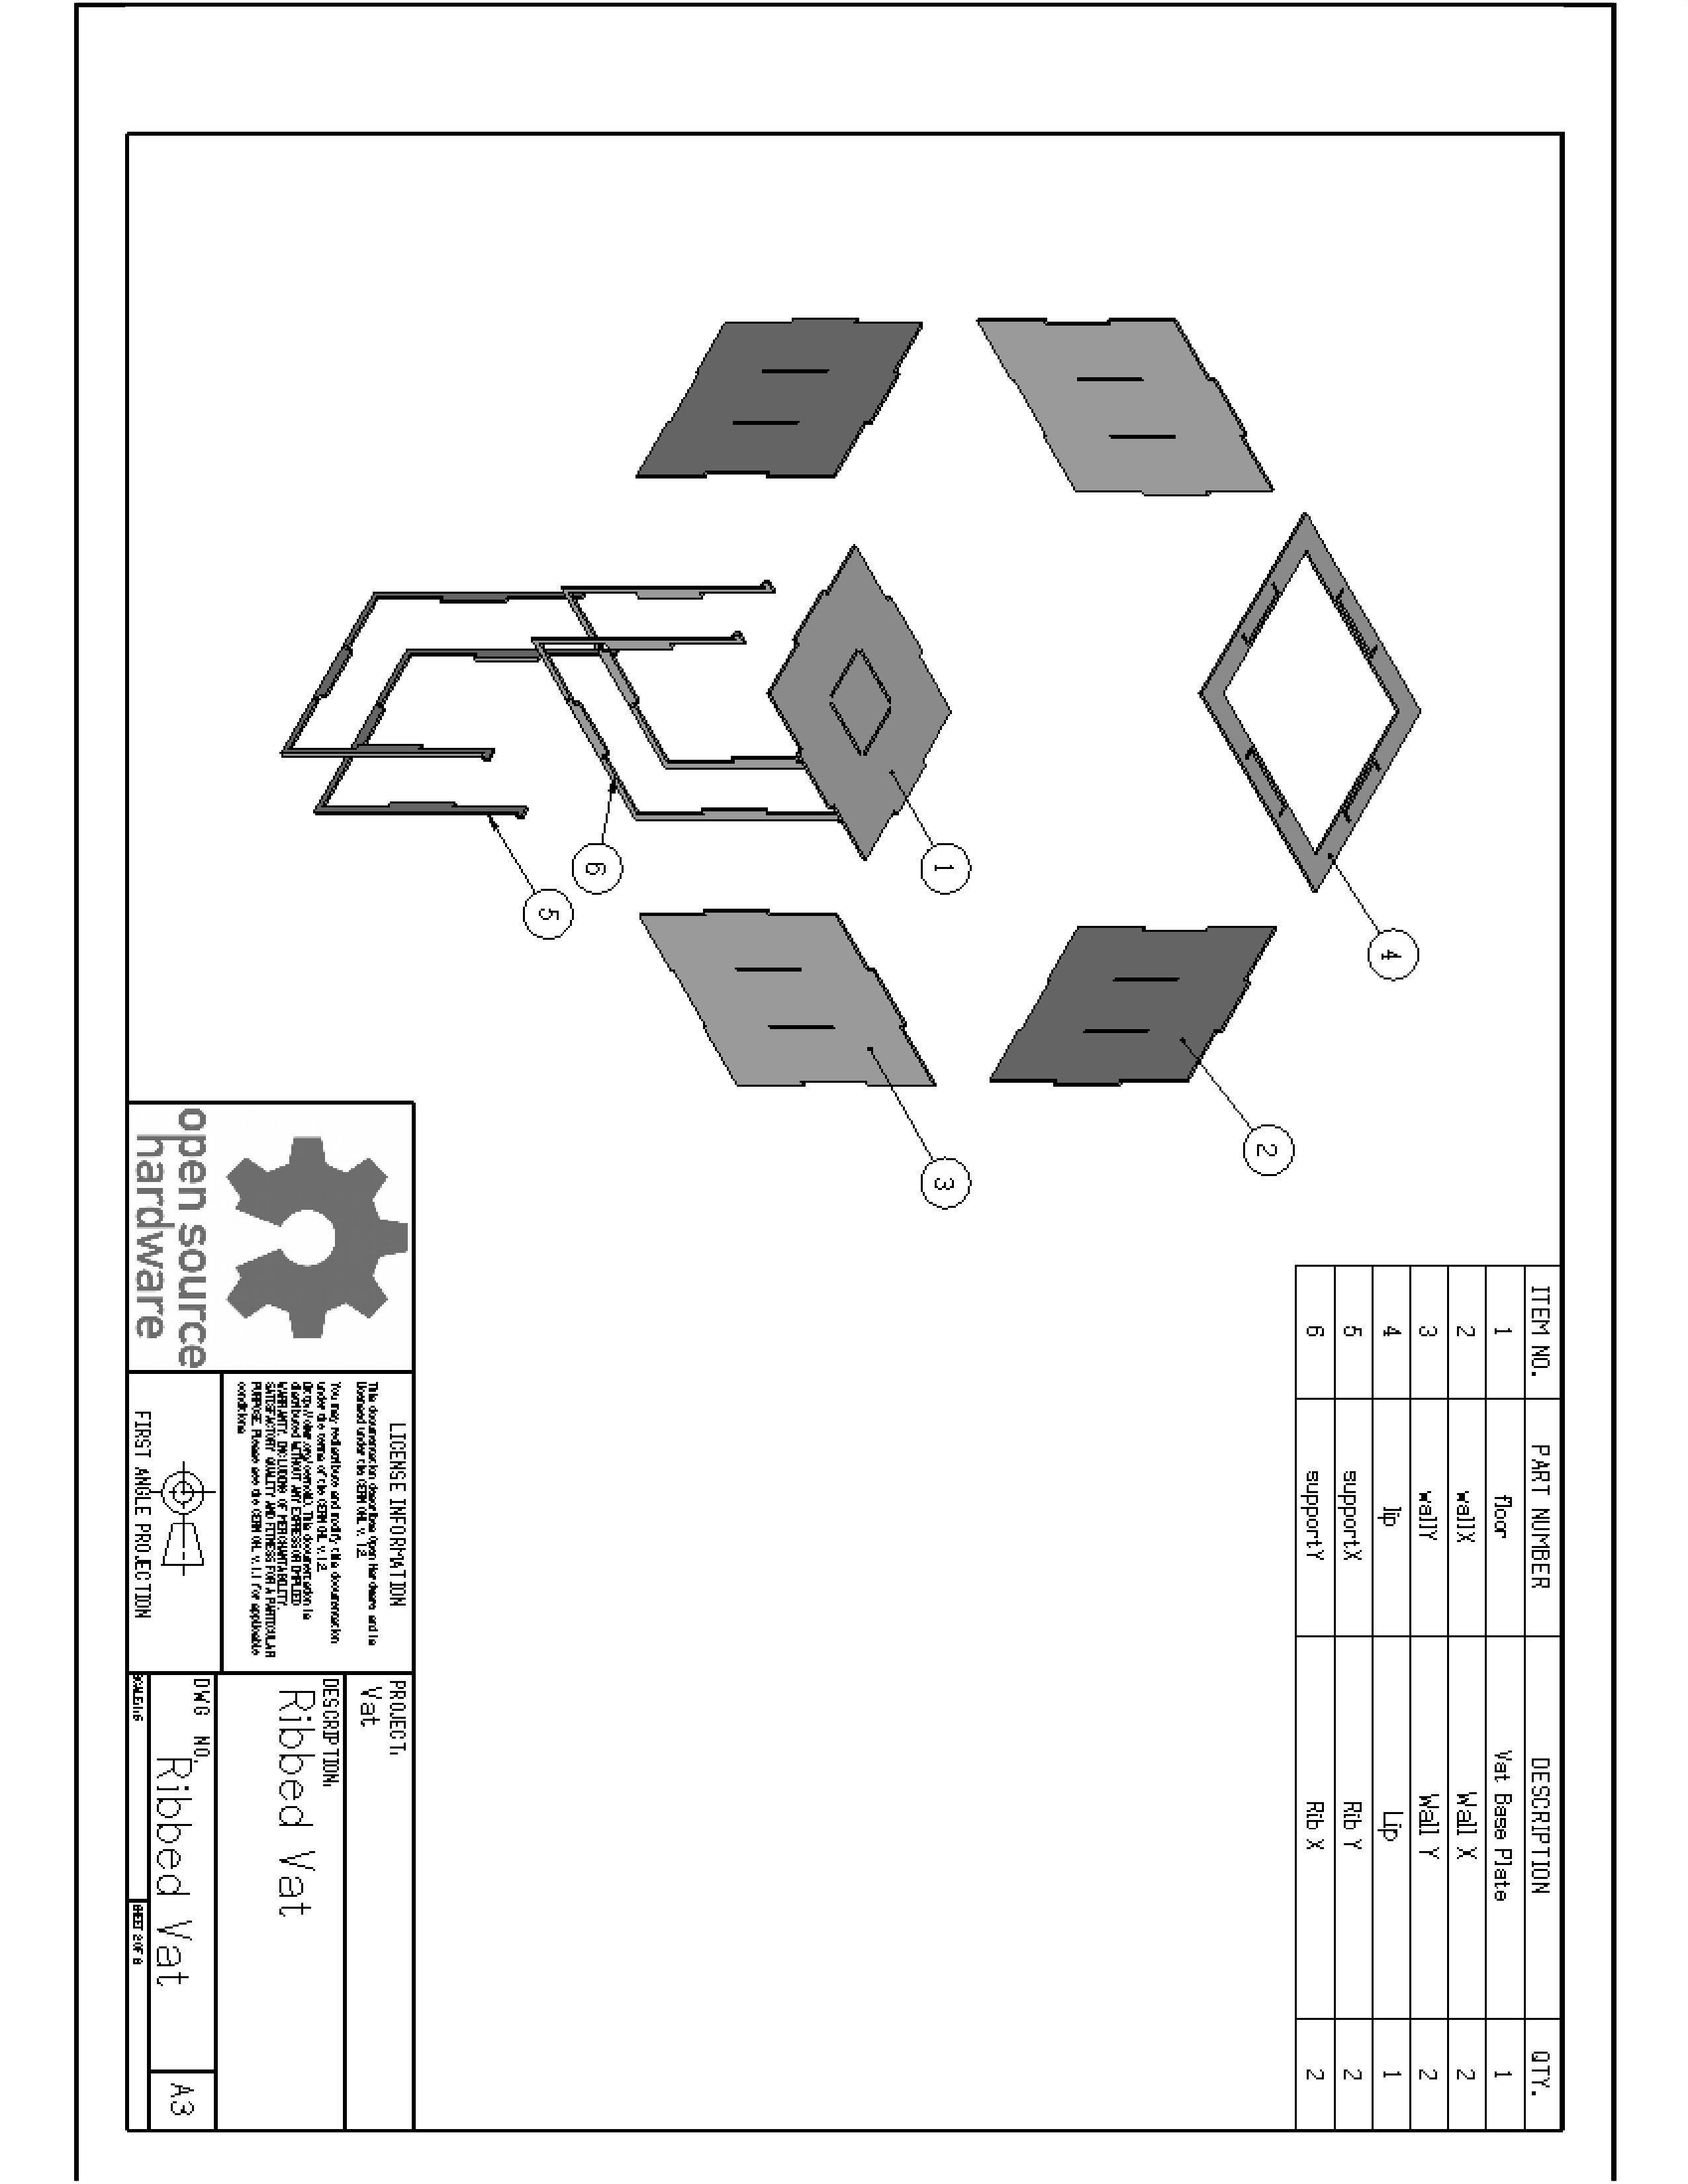 ITEM NO. PART NUMBER DESCRIPTION QTY.
1 floor Vat Base Plate 1
2 wallX Wall X 2
3 wallY Wall Y 2
4 lip Lip 1
5 supportX Rib Y 2
6 supportY Rib X 2
4
2
1
3
6
5
open source
hardware
LICENSE INFORMATION
This documentation describes Open Hardware and is
licensed under the CERN OHL v. 1.2
You may redistribute and modify this documentation
under the terms of the CERN OHL v.1.2
(http://ohwr.org/cernohl). This documentation is
distributed WITHOUT ANY EXPRESS OR IMPLIED
WARRANTY, INCLUDING OF MERCHANTABILITY,
SATISFACTORY QUALITY AND FITNESS FOR A PARTICULAR
PURPOSE. Please see the CERN OHL v.1.1 for applicable
conditions
FIRST ANGLE PROJECTION
PROJECT:
Vat
DESCRIPTION:
Ribbed Vat
DWG NO.
Ribbed Vat
A3
SHEET 2 OF 8